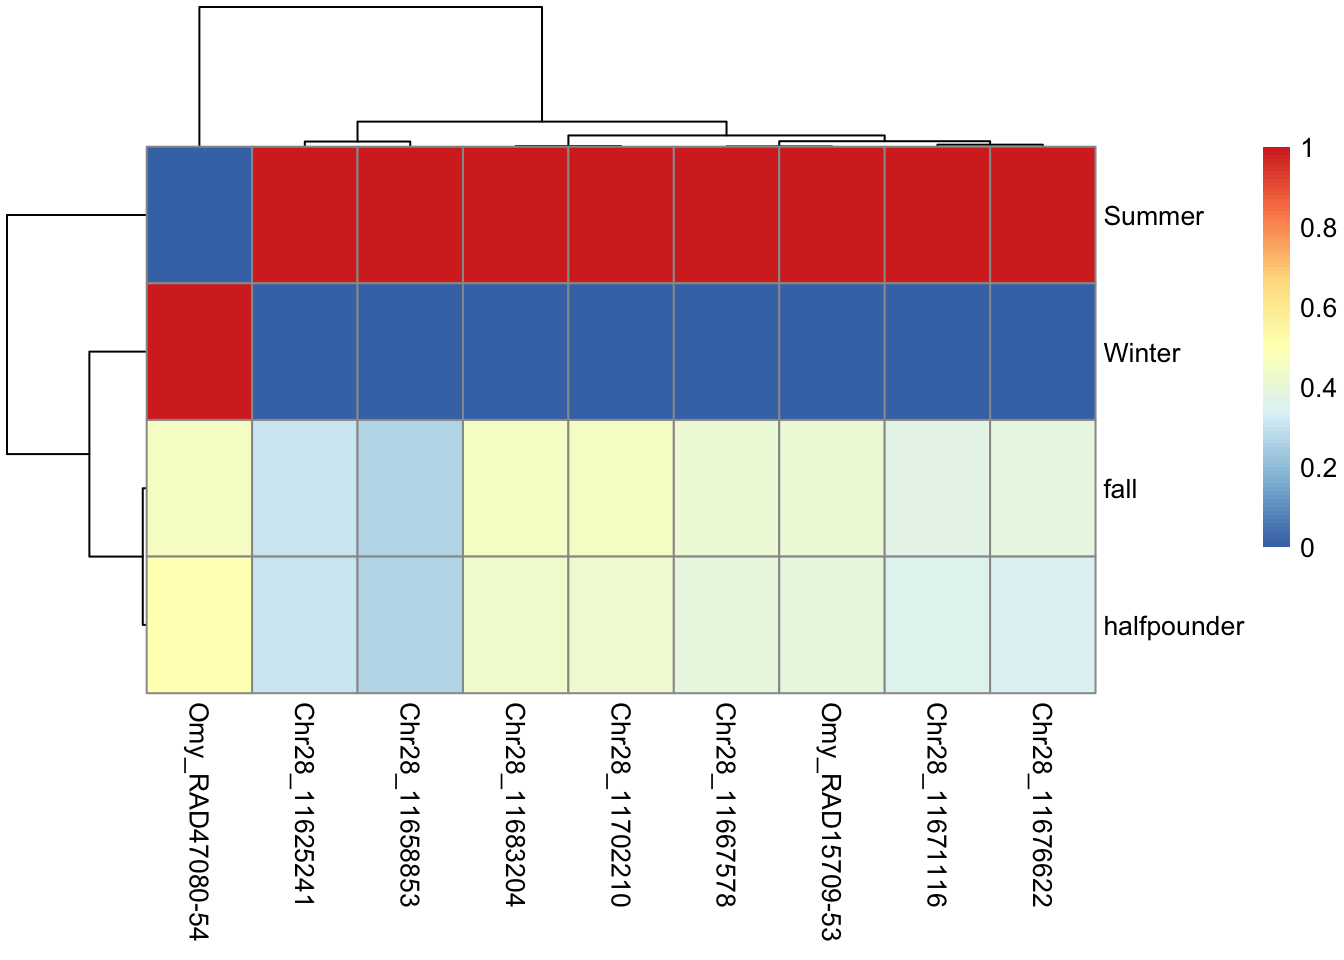 Summer
Winter
fall
halfpounder
1
0.8
0.6
0.4
0.2
0
Omy_RAD47080-54
Chr28_11625241
Chr28_11658853
Chr28_11683204
Chr28_11702210
Chr28_11667578
Omy_RAD15709-53
Chr28_11671116
Chr28_11676622